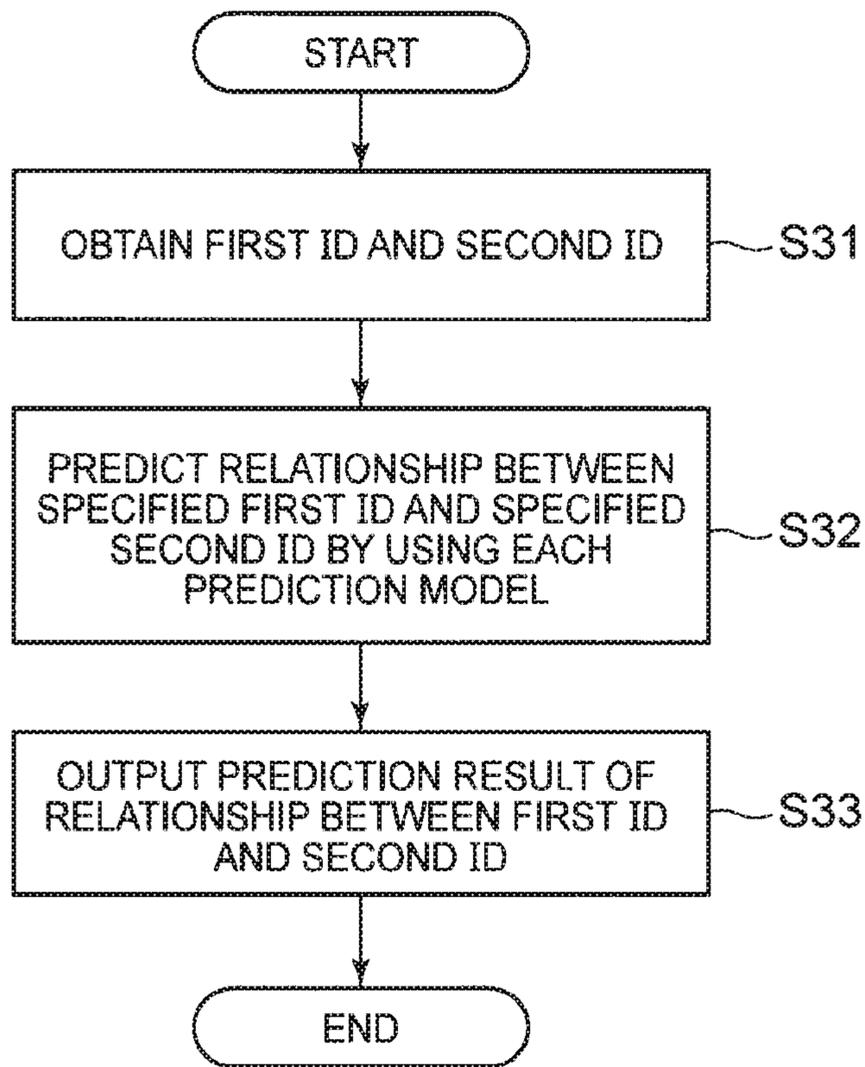 START
OBTAIN FIRST ID AND SECOND ID
S31
PREDICT RELATIONSHIP BETWEEN
SPECIFIED FIRST ID AND SPECIFIED
SECOND ID BY USING EACH
PREDICTION MODEL
S32
OUTPUT PREDICTION RESULT OF
RELATIONSHIP BETWEEN FIRST ID
AND SECOND ID
S33
END